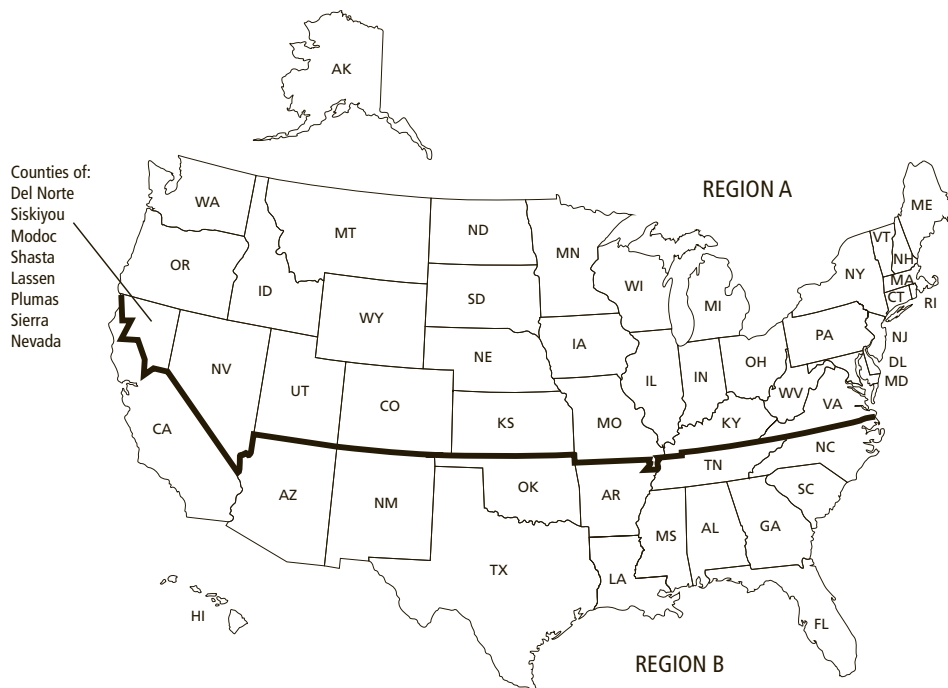 AK
Counties of:
Del Norte
Siskiyou
Modoc
Shasta
Lassen
Plumas
Sierra
Nevada
REGION A
WA
MT
ND
MN
ME
VT
NH
OR
ID
SD
WI
MI
NY
MA
CT
RI
WY
IA
PA
NJ
NV
NE
IL
IN
OH
DL
MD
UT
CO
WV
VA
CA
KS
MO
KY
NC
TN
AZ
NM
OK
AR
SC
MS
AL
GA
TX
LA
HI
FL
REGION B